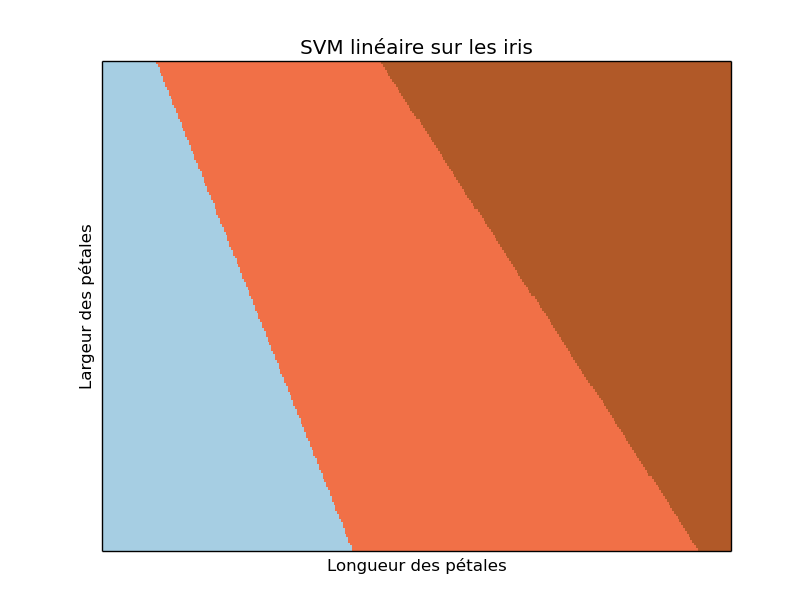 SVM linéaire sur les iris
Largeur des pétales
Longueur des pétales